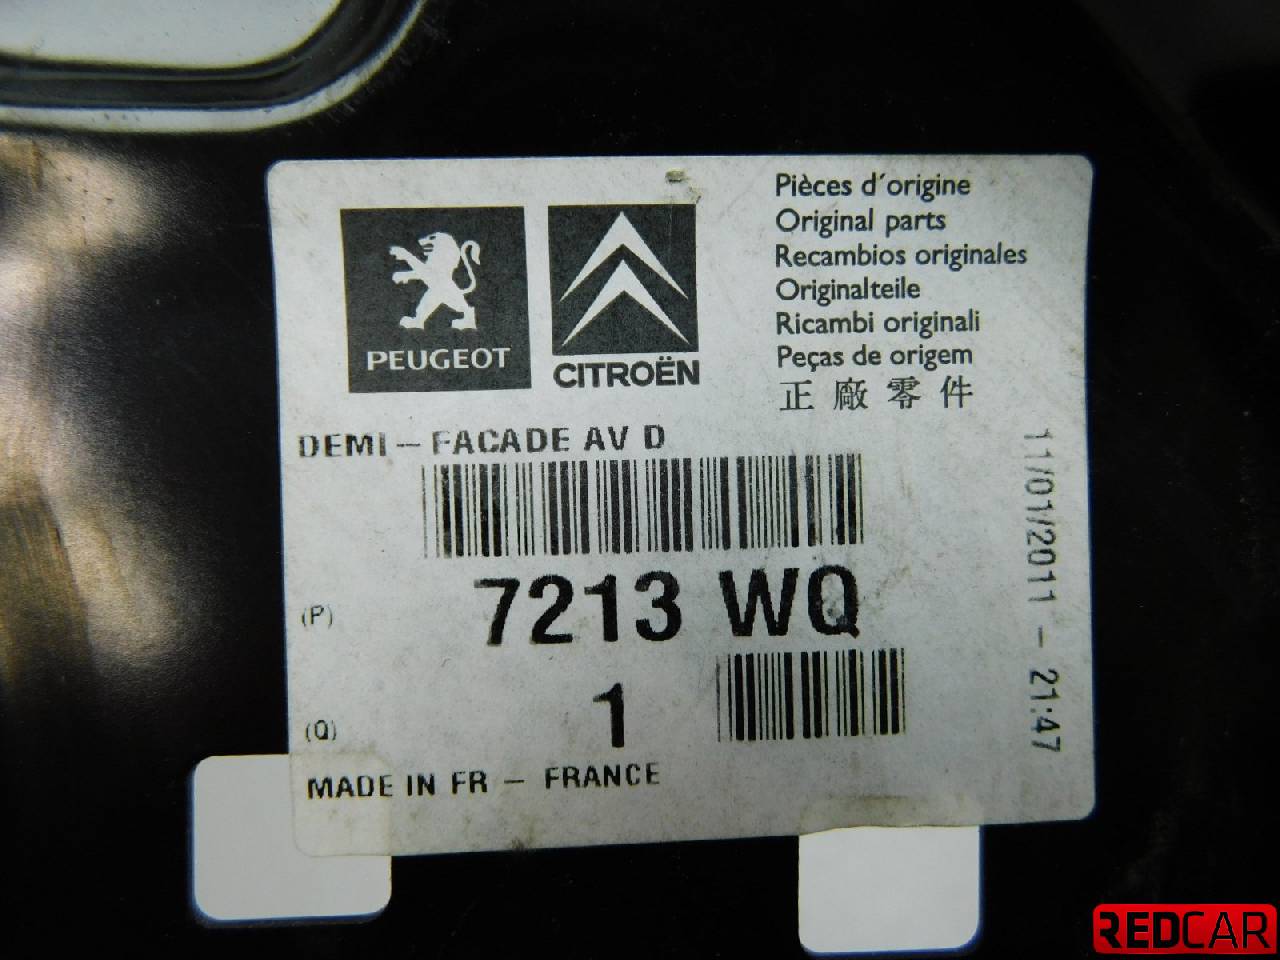 Pièces d'origine
Original parts
Recambios originales
Originalteile
Ricambi originali
Peças de origem
正廠零件
PEUGEOT
CITROËN
DEMI - FACADE AV D
(P) 7213 WQ
(Q) 1
MADE IN FR - FRANCE
11/01/2011 - 21:47
REDCAR